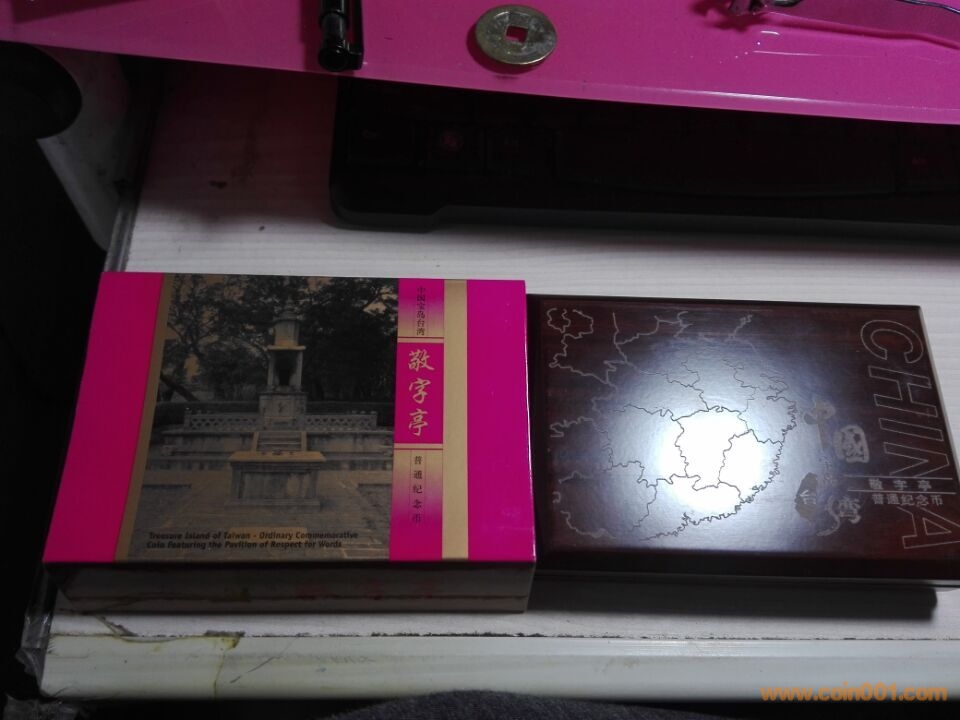 中国宝岛台湾
敬字亭
普通纪念币
Treasure Island of Taiwan - Ordinary Commemorative
Coin Featuring the Pavilion of Respect for Words
CHINA
中国
台湾
敬字亭
普通纪念币
www.coin001.com